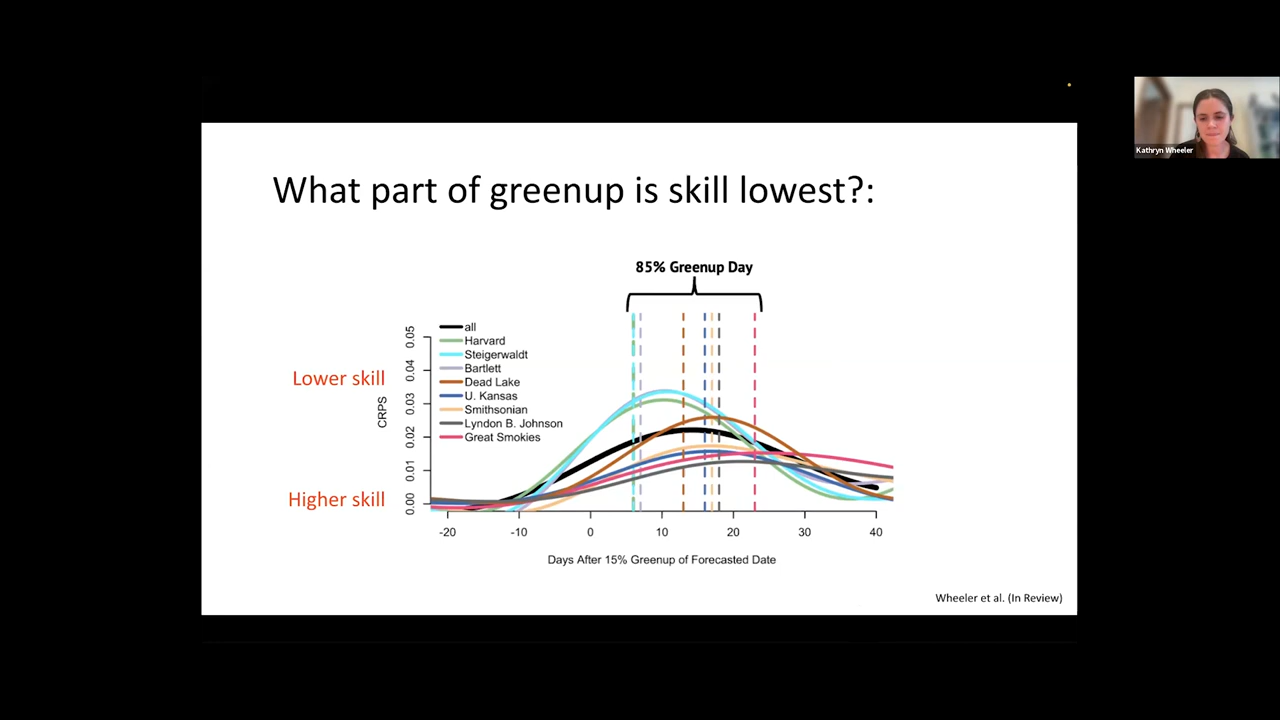 Kathryn Wheeler
What part of greenup is skill lowest?:
85% Greenup Day
all
Harvard
Steigerwaldt
Bartlett
Dead Lake
U. Kansas
Smithsonian
Lyndon B. Johnson
Great Smokies
Lower skill
Higher skill
CRPS
0.05
0.04
0.03
0.02
0.01
0.00
-20 -10 0 10 20 30 40
Days After 15% Greenup of Forecasted Date
Wheeler et al. (In Review)